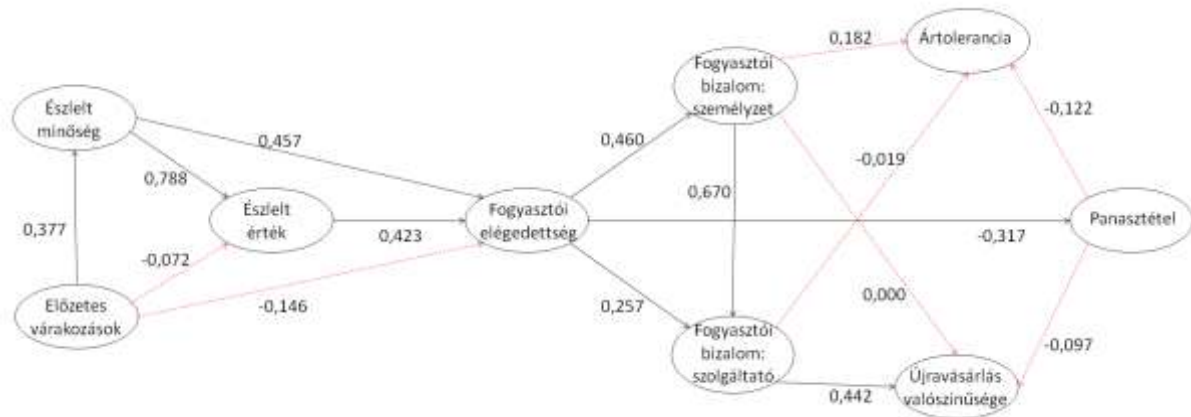 Észlelt
minőség
0,377
Előzetes
várakozások
0,788
-0,072
0,457
Észlelt
érték
-0,146
0,423
Fogyasztói
elégedettség
0,460
0,257
Fogyasztói
bizalom:
személyzet
0,670
Fogyasztói
bizalom:
szolgáltató
0,182
-0,019
-0,317
0,000
0,442
Ártolerancia
-0,122
Panasztétel
-0,097
Újravásárlás
valószínűsége